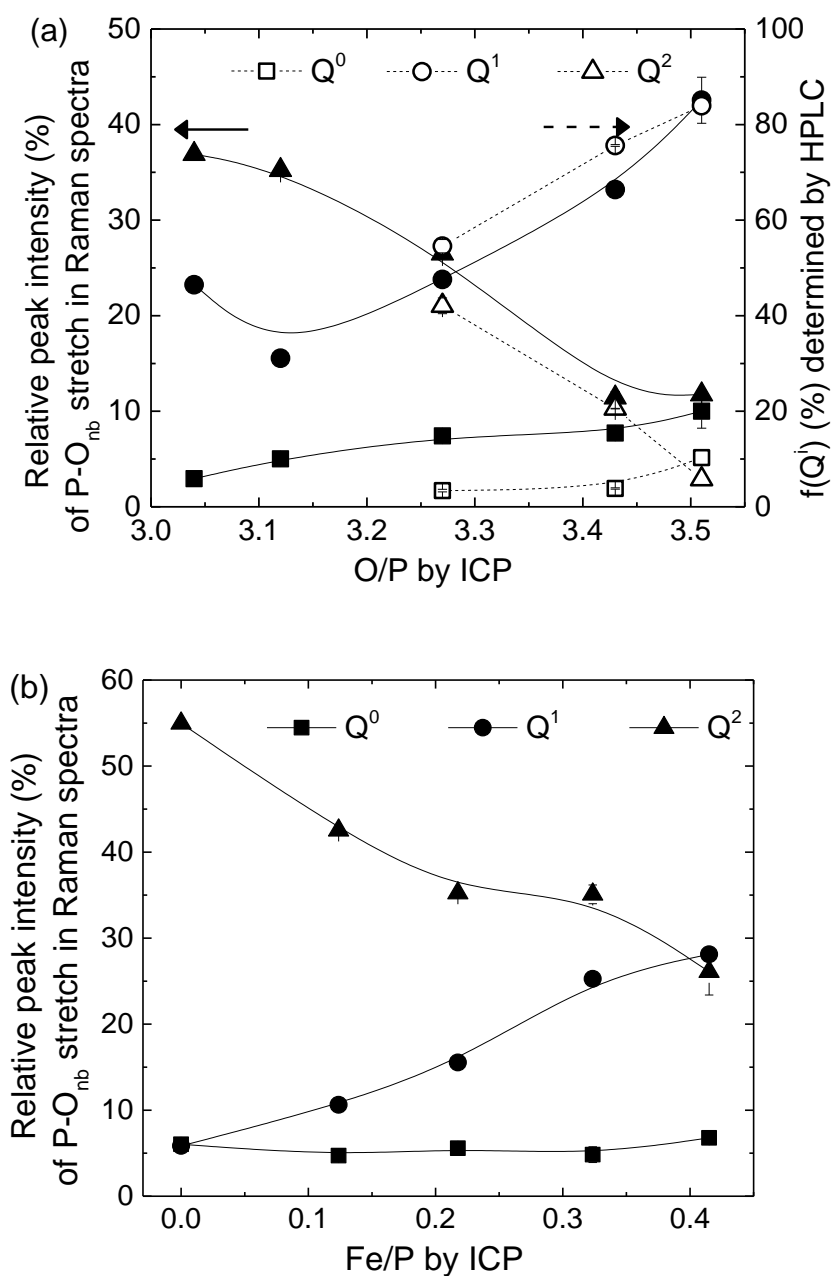 (a)
Q⁰ Q¹ Q²
Relative peak intensity (%)
of P-Oₙb stretch in Raman spectra
50
40
30
20
10
0
100
80
60
40
20
0
f(Qⁱ) (%) determined by HPLC
3.0 3.1 3.2 3.3 3.4 3.5
O/P by ICP
(b)
Q⁰ Q¹ Q²
Relative peak intensity (%)
of P-Oₙb stretch in Raman spectra
60
50
40
30
20
10
0
0.0 0.1 0.2 0.3 0.4
Fe/P by ICP